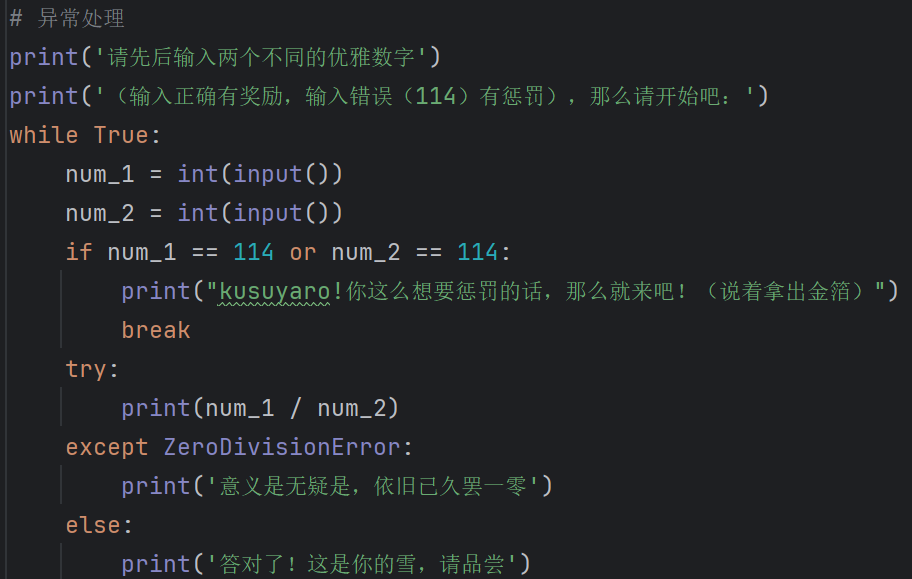 # 异常处理
print('请先后输入两个不同的优雅数字')
print('（输入正确有奖励，输入错误（114）有惩罚），那么请开始吧：')
while True:
    num_1 = int(input())
    num_2 = int(input())
    if num_1 == 114 or num_2 == 114:
        print("kusuyaro!你这么想要惩罚的话，那么就来吧！（说着拿出金箔）")
        break
    try:
        print(num_1 / num_2)
    except ZeroDivisionError:
        print('意义是无疑是，依旧已久罢一零')
    else:
        print('答对了！这是你的雪，请品尝')